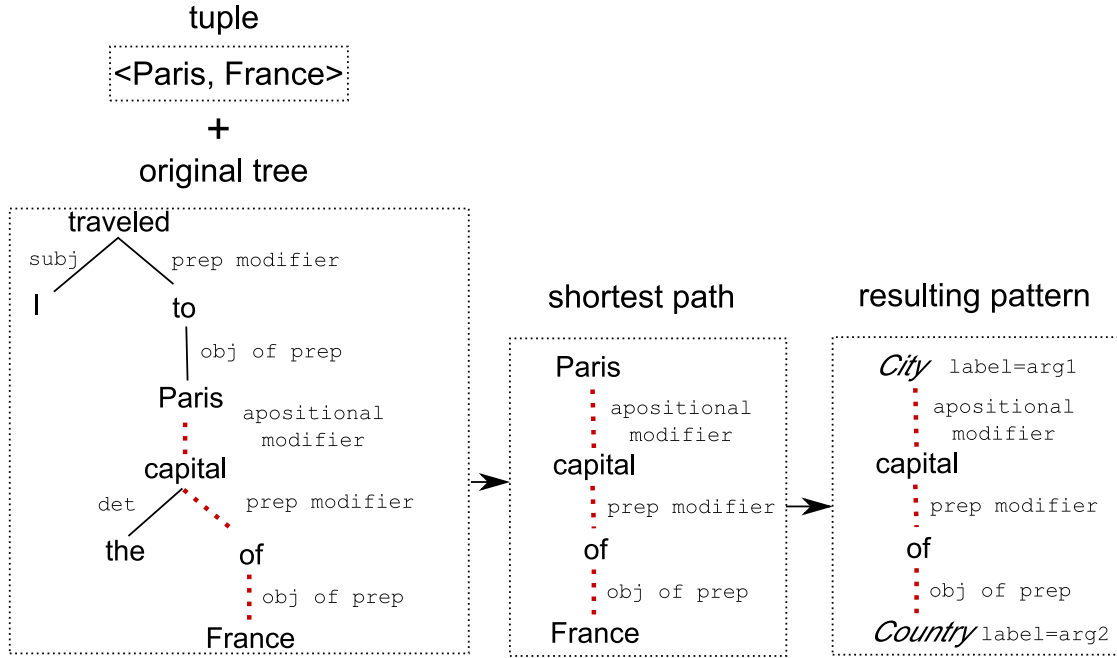 tuple
<Paris, France>
+
original tree
traveled
subj
prep modifier
I
to
obj of prep
Paris
apositional
modifier
capital
det
prep modifier
the
of
obj of prep
France
shortest path
Paris
apositional
modifier
capital
prep modifier
of
obj of prep
France
resulting pattern
City label=arg1
apositional
modifier
capital
prep modifier
of
obj of prep
Country label=arg2